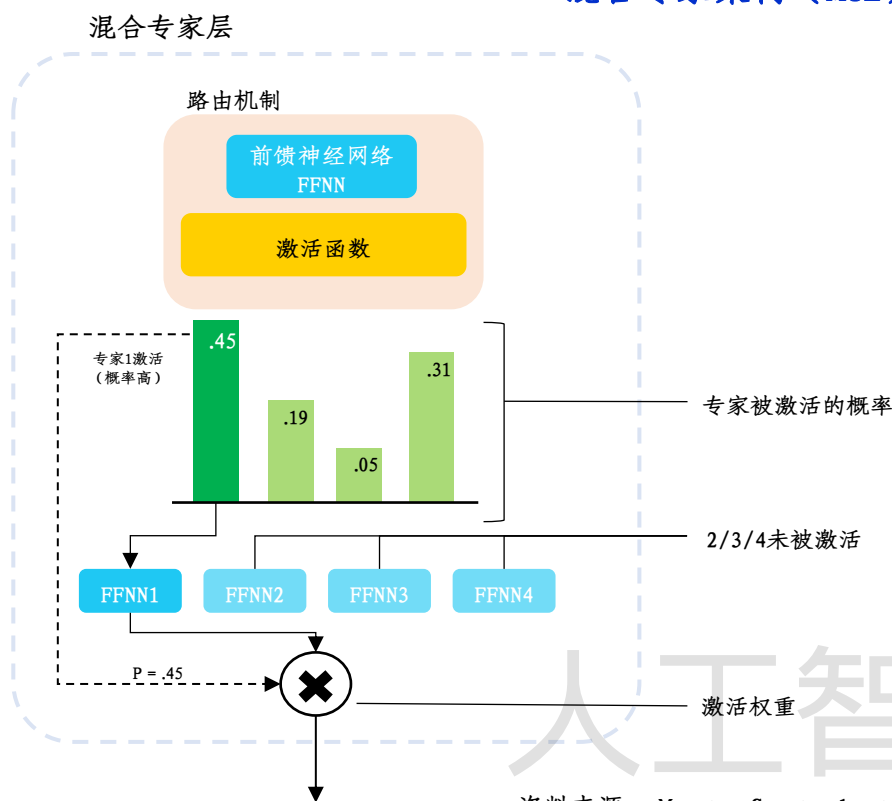 混合专家层
路由机制
前馈神经网络
FFNN
激活函数
.45
.19
.05
.31
专家1激活
(概率高)
专家被激活的概率
2/3/4未被激活
FFNN1
FFNN2
FFNN3
FFNN4
P = .45
激活权重
人工智